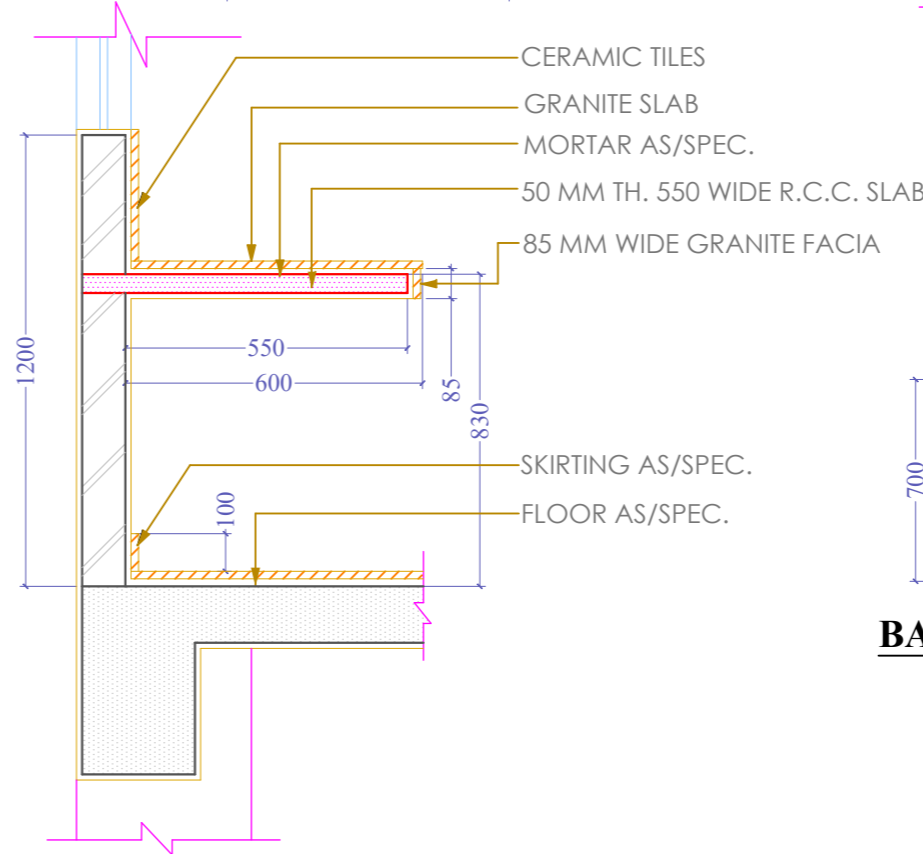 CERAMIC TILES
GRANITE SLAB
MORTAR AS/SPEC.
50 MM TH. 550 WIDE R.C.C. SLAB
85 MM WIDE GRANITE FACIA
1200
550
600
85
830
700
SKIRTING AS/SPEC.
100
FLOOR AS/SPEC.
BA